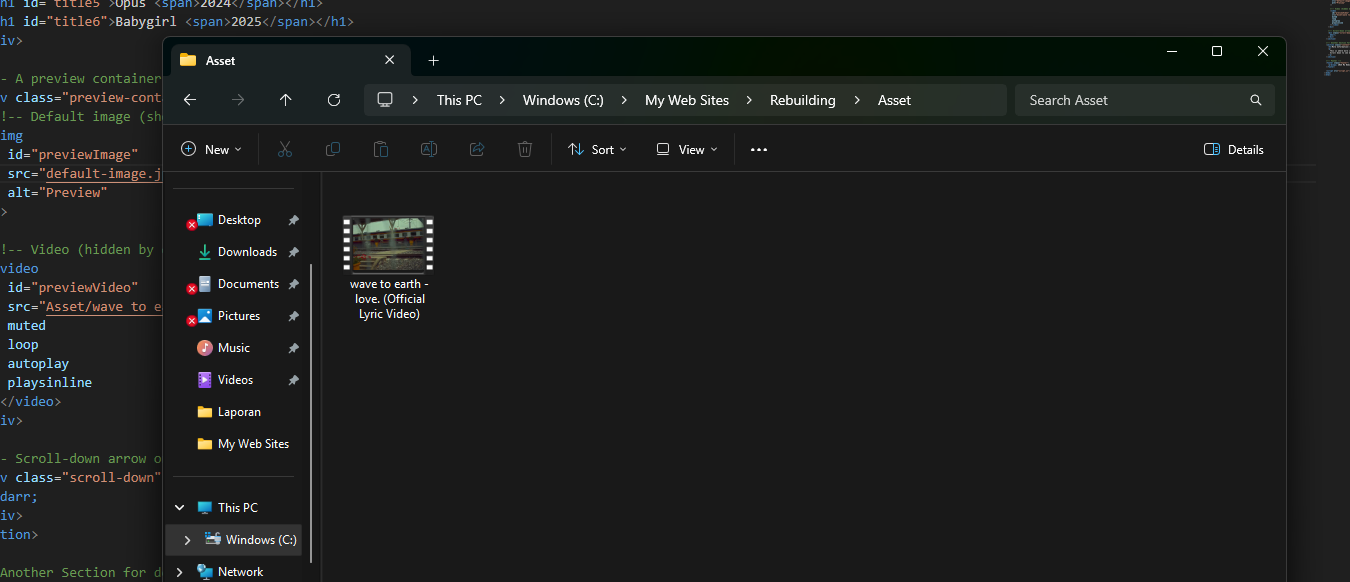 h1 id="title5">Opus <span>2024</span></h1>
h1 id="title6">Babygirl <span>2025</span></h1>
iv>
- A preview container
v class="preview-cont
!-- Default image (sh
img
id="previewImage"
src="default-image.j
alt="Preview"
>
!-- Video (hidden by
video
id="previewVideo"
src="Asset/wave to e
muted
loop
autoplay
playsinline
</video>
iv>
- Scroll-down arrow o
v class="scroll-down"
darr;
iv>
tion>
Another Section for d
Asset
This PC > Windows (C:) > My Web Sites > Rebuilding > Asset
Search Asset
New
Sort
View
Details
Desktop
Downloads
Documents
Pictures
Music
Videos
Laporan
My Web Sites
This PC
Windows (C:)
Network
wave to earth -
love. (Official
Lyric Video)